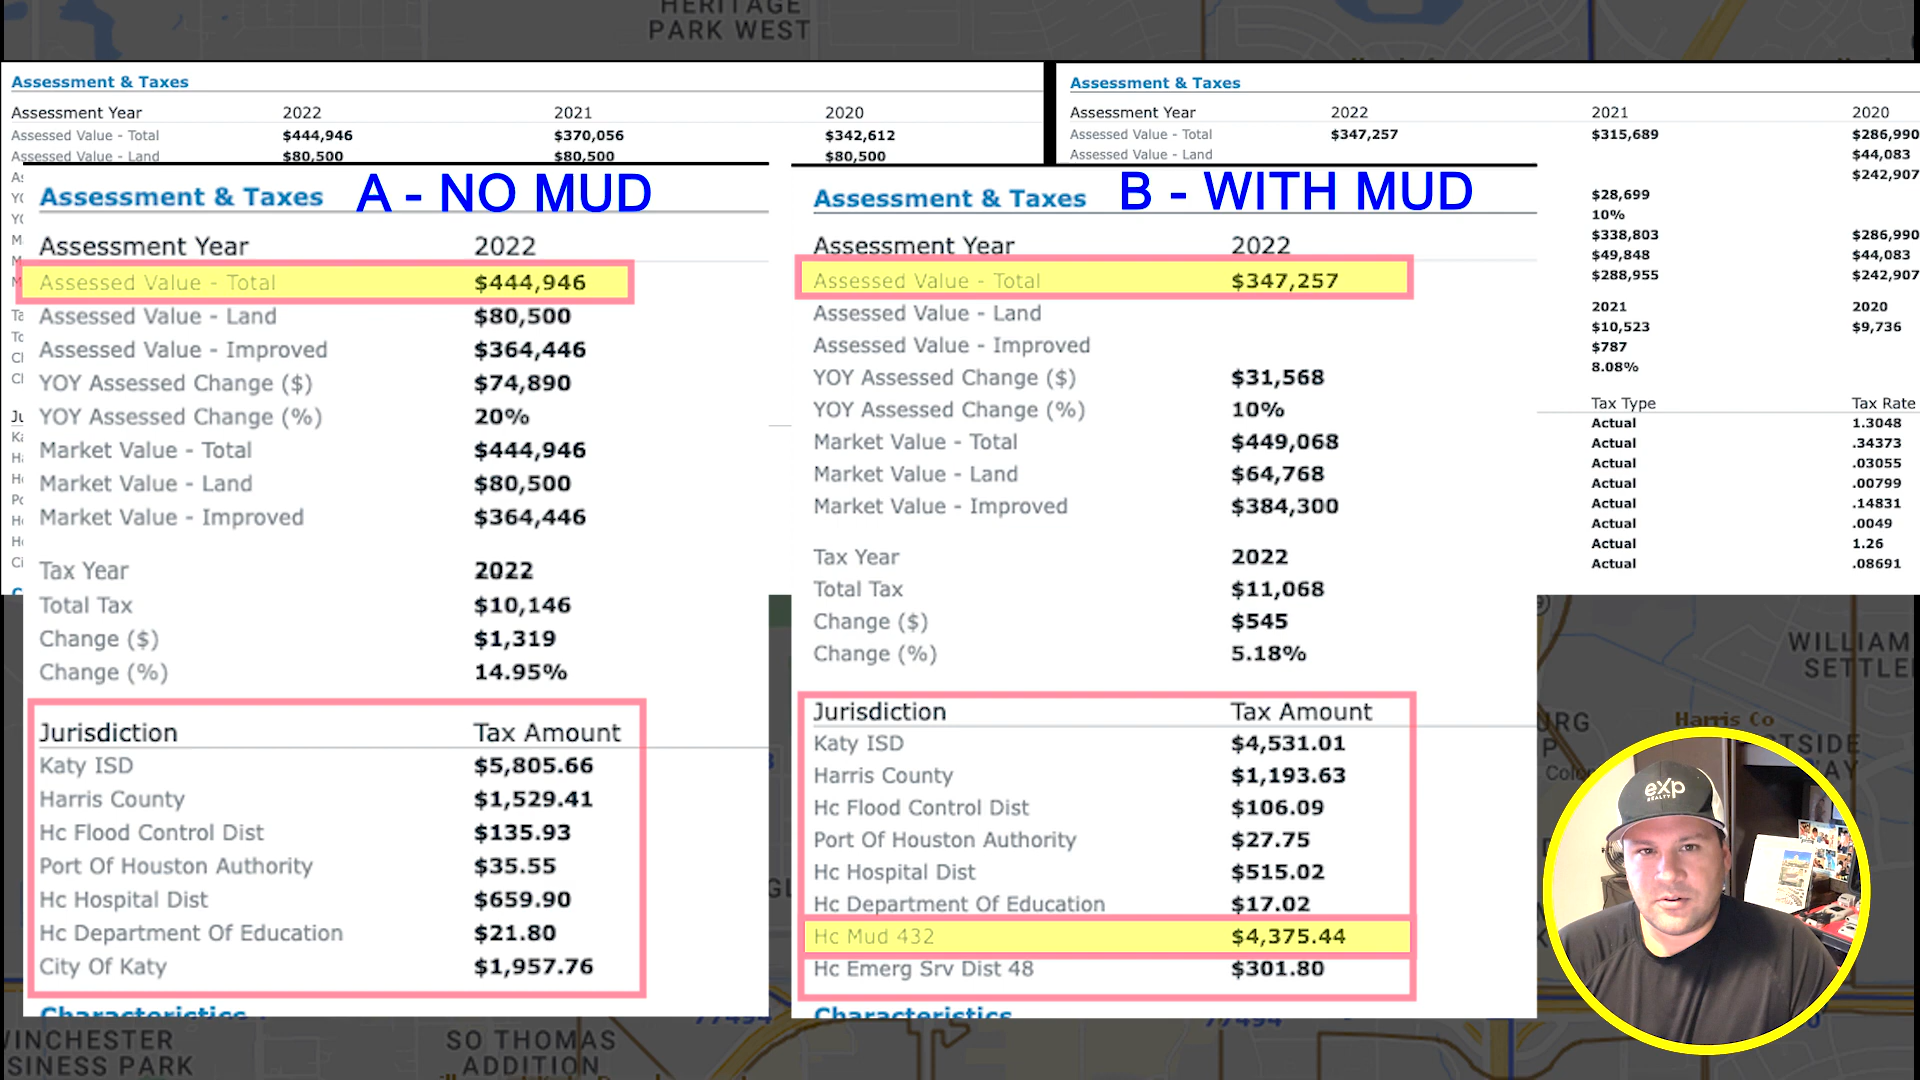 HERITAGE
PARK WEST
Assessment & Taxes
Assessment Year 2022 2021 2020
Assessed Value - Total $444,946 $370,056 $342,612
Assessed Value - Land $80,500 $80,500 $80,500
Assessment & Taxes
Assessment Year 2022 2021 2020
Assessed Value - Total $347,257 $315,689 $286,990
Assessed Value - Land $44,083
$242,907
$28,699
10%
$338,803 $286,990
$49,848 $44,083
$288,955 $242,907
2021 2020
$10,523 $9,736
$787
8.08%
Tax Type Tax Rate
Actual 1.3048
Actual .34373
Actual .03055
Actual .00799
Actual .14831
Actual .0049
Actual 1.26
Actual .08691
Assessment & Taxes A - NO MUD
Assessment Year 2022
Assessed Value - Total $444,946
Assessed Value - Land $80,500
Assessed Value - Improved $364,446
YOY Assessed Change ($) $74,890
YOY Assessed Change (%) 20%
Market Value - Total $444,946
Market Value - Land $80,500
Market Value - Improved $364,446
Tax Year 2022
Total Tax $10,146
Change ($) $1,319
Change (%) 14.95%
Jurisdiction Tax Amount
Katy ISD $5,805.66
Harris County $1,529.41
Hc Flood Control Dist $135.93
Port Of Houston Authority $35.55
Hc Hospital Dist $659.90
Hc Department Of Education $21.80
City Of Katy $1,957.76
Characteristics
Assessment & Taxes B - WITH MUD
Assessment Year 2022
Assessed Value - Total $347,257
Assessed Value - Land
Assessed Value - Improved
YOY Assessed Change ($) $31,568
YOY Assessed Change (%) 10%
Market Value - Total $449,068
Market Value - Land $64,768
Market Value - Improved $384,300
Tax Year 2022
Total Tax $11,068
Change ($) $545
Change (%) 5.18%
Jurisdiction Tax Amount
Katy ISD $4,531.01
Harris County $1,193.63
Hc Flood Control Dist $106.09
Port Of Houston Authority $27.75
Hc Hospital Dist $515.02
Hc Department Of Education $17.02
Hc Mud 432 $4,375.44
Hc Emerg Srv Dist 48 $301.80
Characteristics
WILLIAM
SETTLE
Harris Co
eXp
REALTY
77494
77494
WINCHESTER
SINESS PARK
SO THOMAS
ADDITION